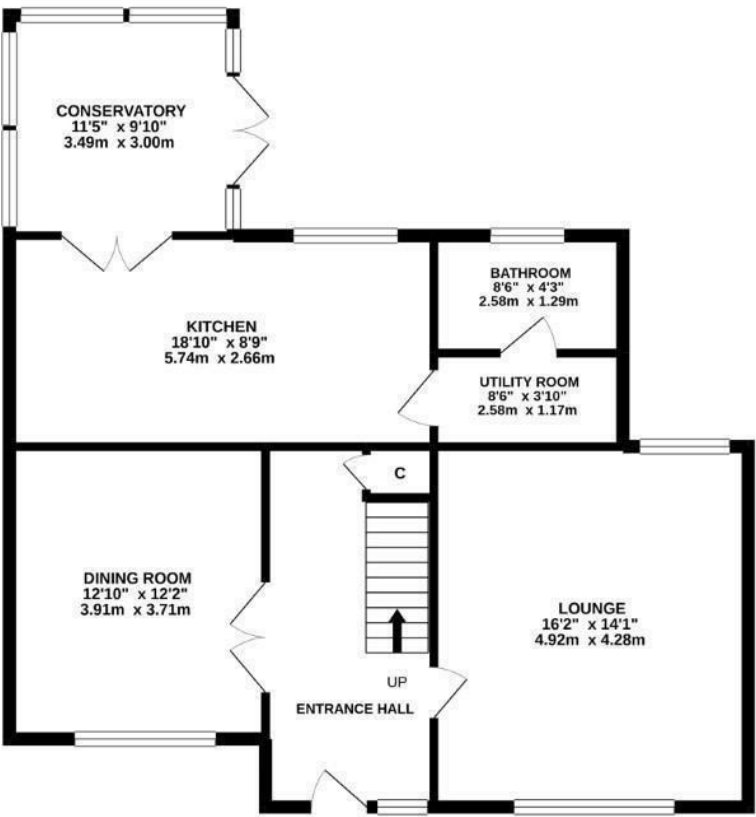 CONSERVATORY
11'5" x 9'10"
3.49m x 3.00m
BATHROOM
8'6" x 4'3"
2.58m x 1.29m
KITCHEN
18'10" x 8'9"
5.74m x 2.66m
UTILITY ROOM
8'6" x 3'10"
2.58m x 1.17m
C
DINING ROOM
12'10" x 12'2"
3.91m x 3.71m
LOUNGE
16'2" x 14'1"
4.92m x 4.28m
UP
ENTRANCE HALL